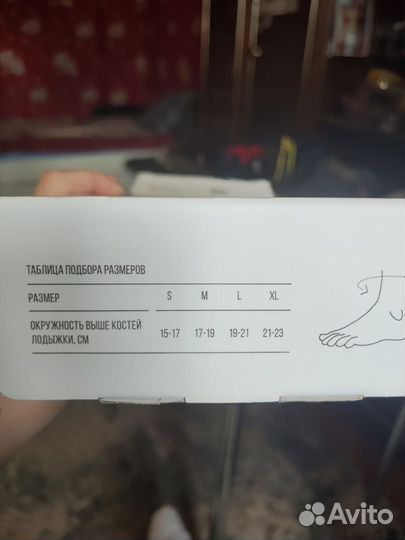 ТАБЛИЦА ПОДБОРА РАЗМЕРОВ
РАЗМЕР S M L XL
ОКРУЖНОСТЬ ВЫШЕ КОСТЕЙ
ЛОДЫЖКИ, СМ 15-17 17-19 19-21 21-23
Avito